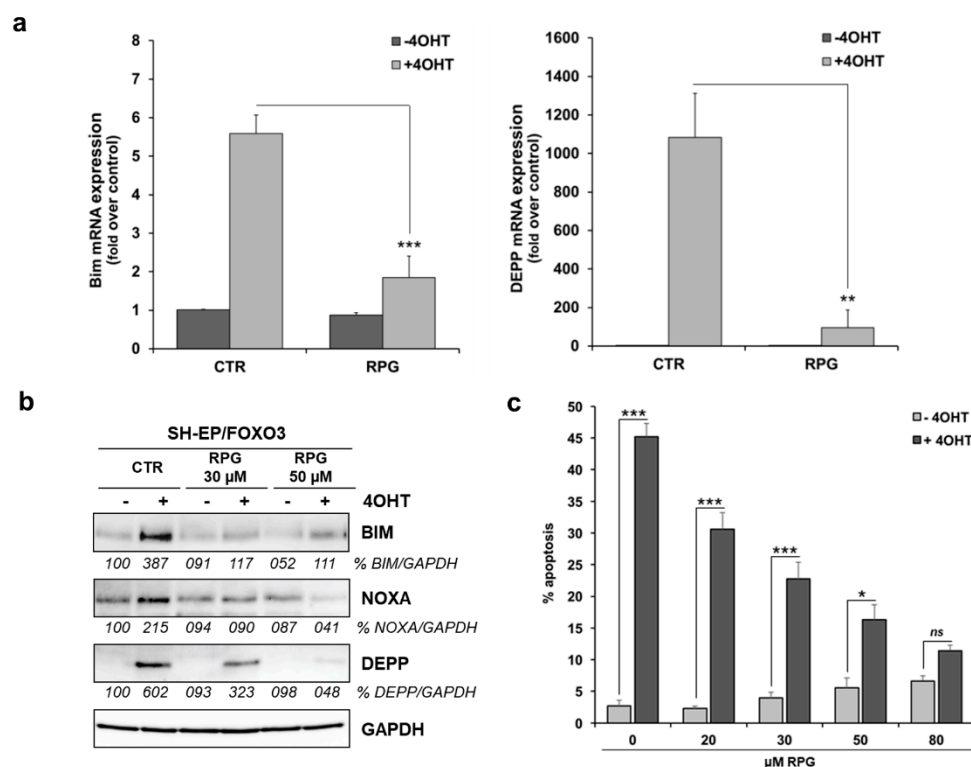 a
Bim mRNA expression
(fold over control)
8
7
6
5
4
3
2
1
0
-4OHT
+4OHT
***
CTR RPG
DEPP mRNA expression
(fold over control)
1600
1400
1200
1000
800
600
400
200
0
-4OHT
+4OHT
**
CTR RPG
b
SH-EP/FOXO3
CTR RPG 30 µM RPG 50 µM
- + - + - + 4OHT
BIM
100 387 091 117 052 111 % BIM/GAPDH
NOXA
100 215 094 090 087 041 % NOXA/GAPDH
DEPP
100 602 093 323 098 048 % DEPP/GAPDH
GAPDH
c
% apoptosis
50
45
40
35
30
25
20
15
10
5
0
- 4OHT
+ 4OHT
***
***
***
*
ns
0 20 30 50 80
µM RPG